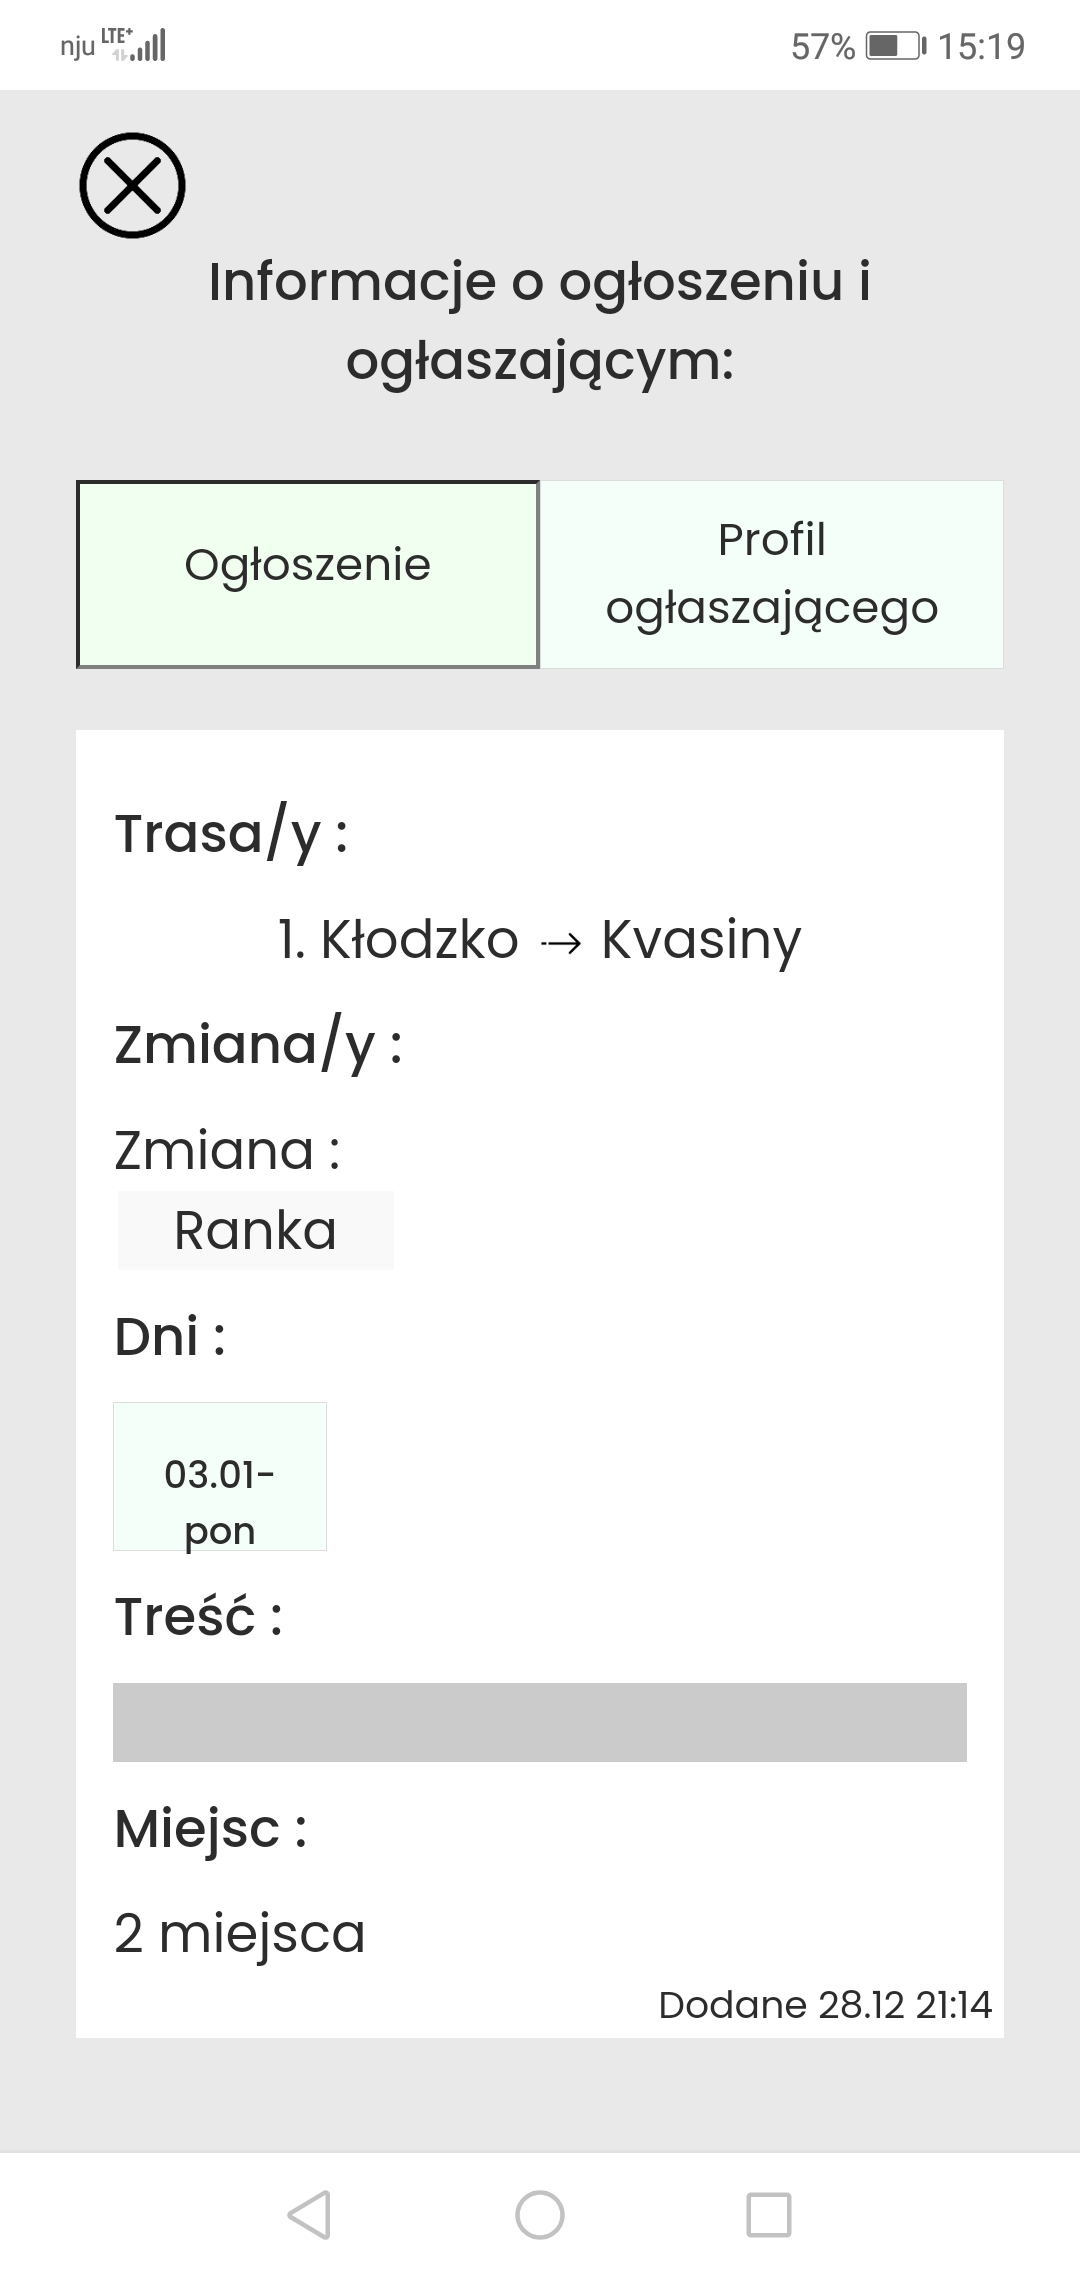 nju LTE+ 57% 15:19
Informacje o ogłoszeniu i
ogłaszającym:
Ogłoszenie
Profil
ogłaszającego
Trasa/y :
1. Kłodzko → Kvasiny
Zmiana/y :
Zmiana :
Ranka
Dni :
03.01-
pon
Treść :
Miejsc :
2 miejsca
Dodane 28.12 21:14